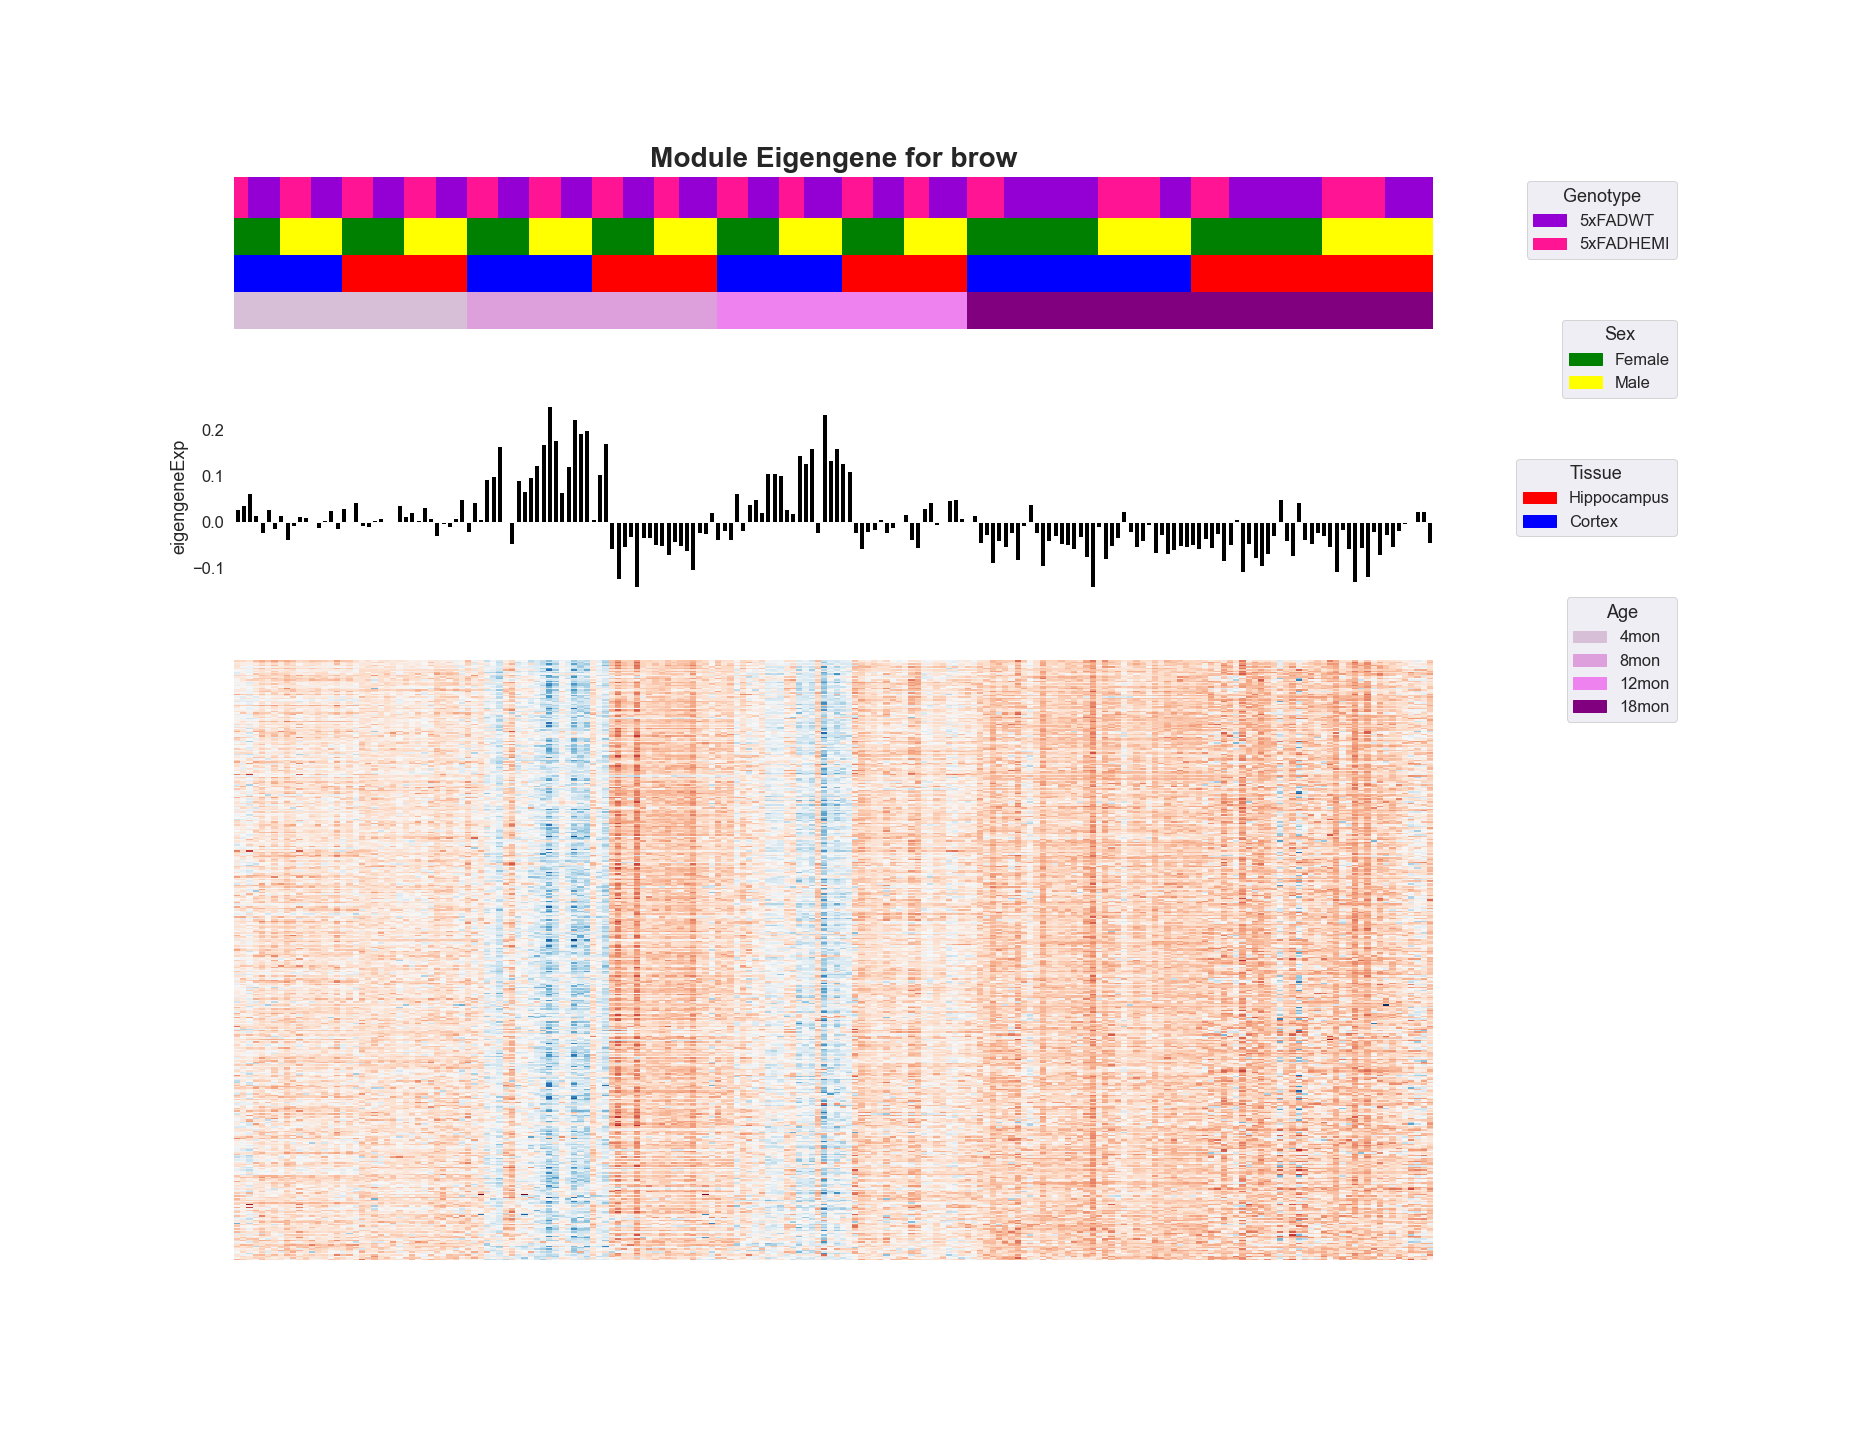 Module Eigengene for brow
Genotype
5xFADWT
5xFADHEMI
Sex
Female
Male
Tissue
Hippocampus
Cortex
Age
4mon
8mon
12mon
18mon
eigengeneExp
0.2
0.1
0.0
−0.1